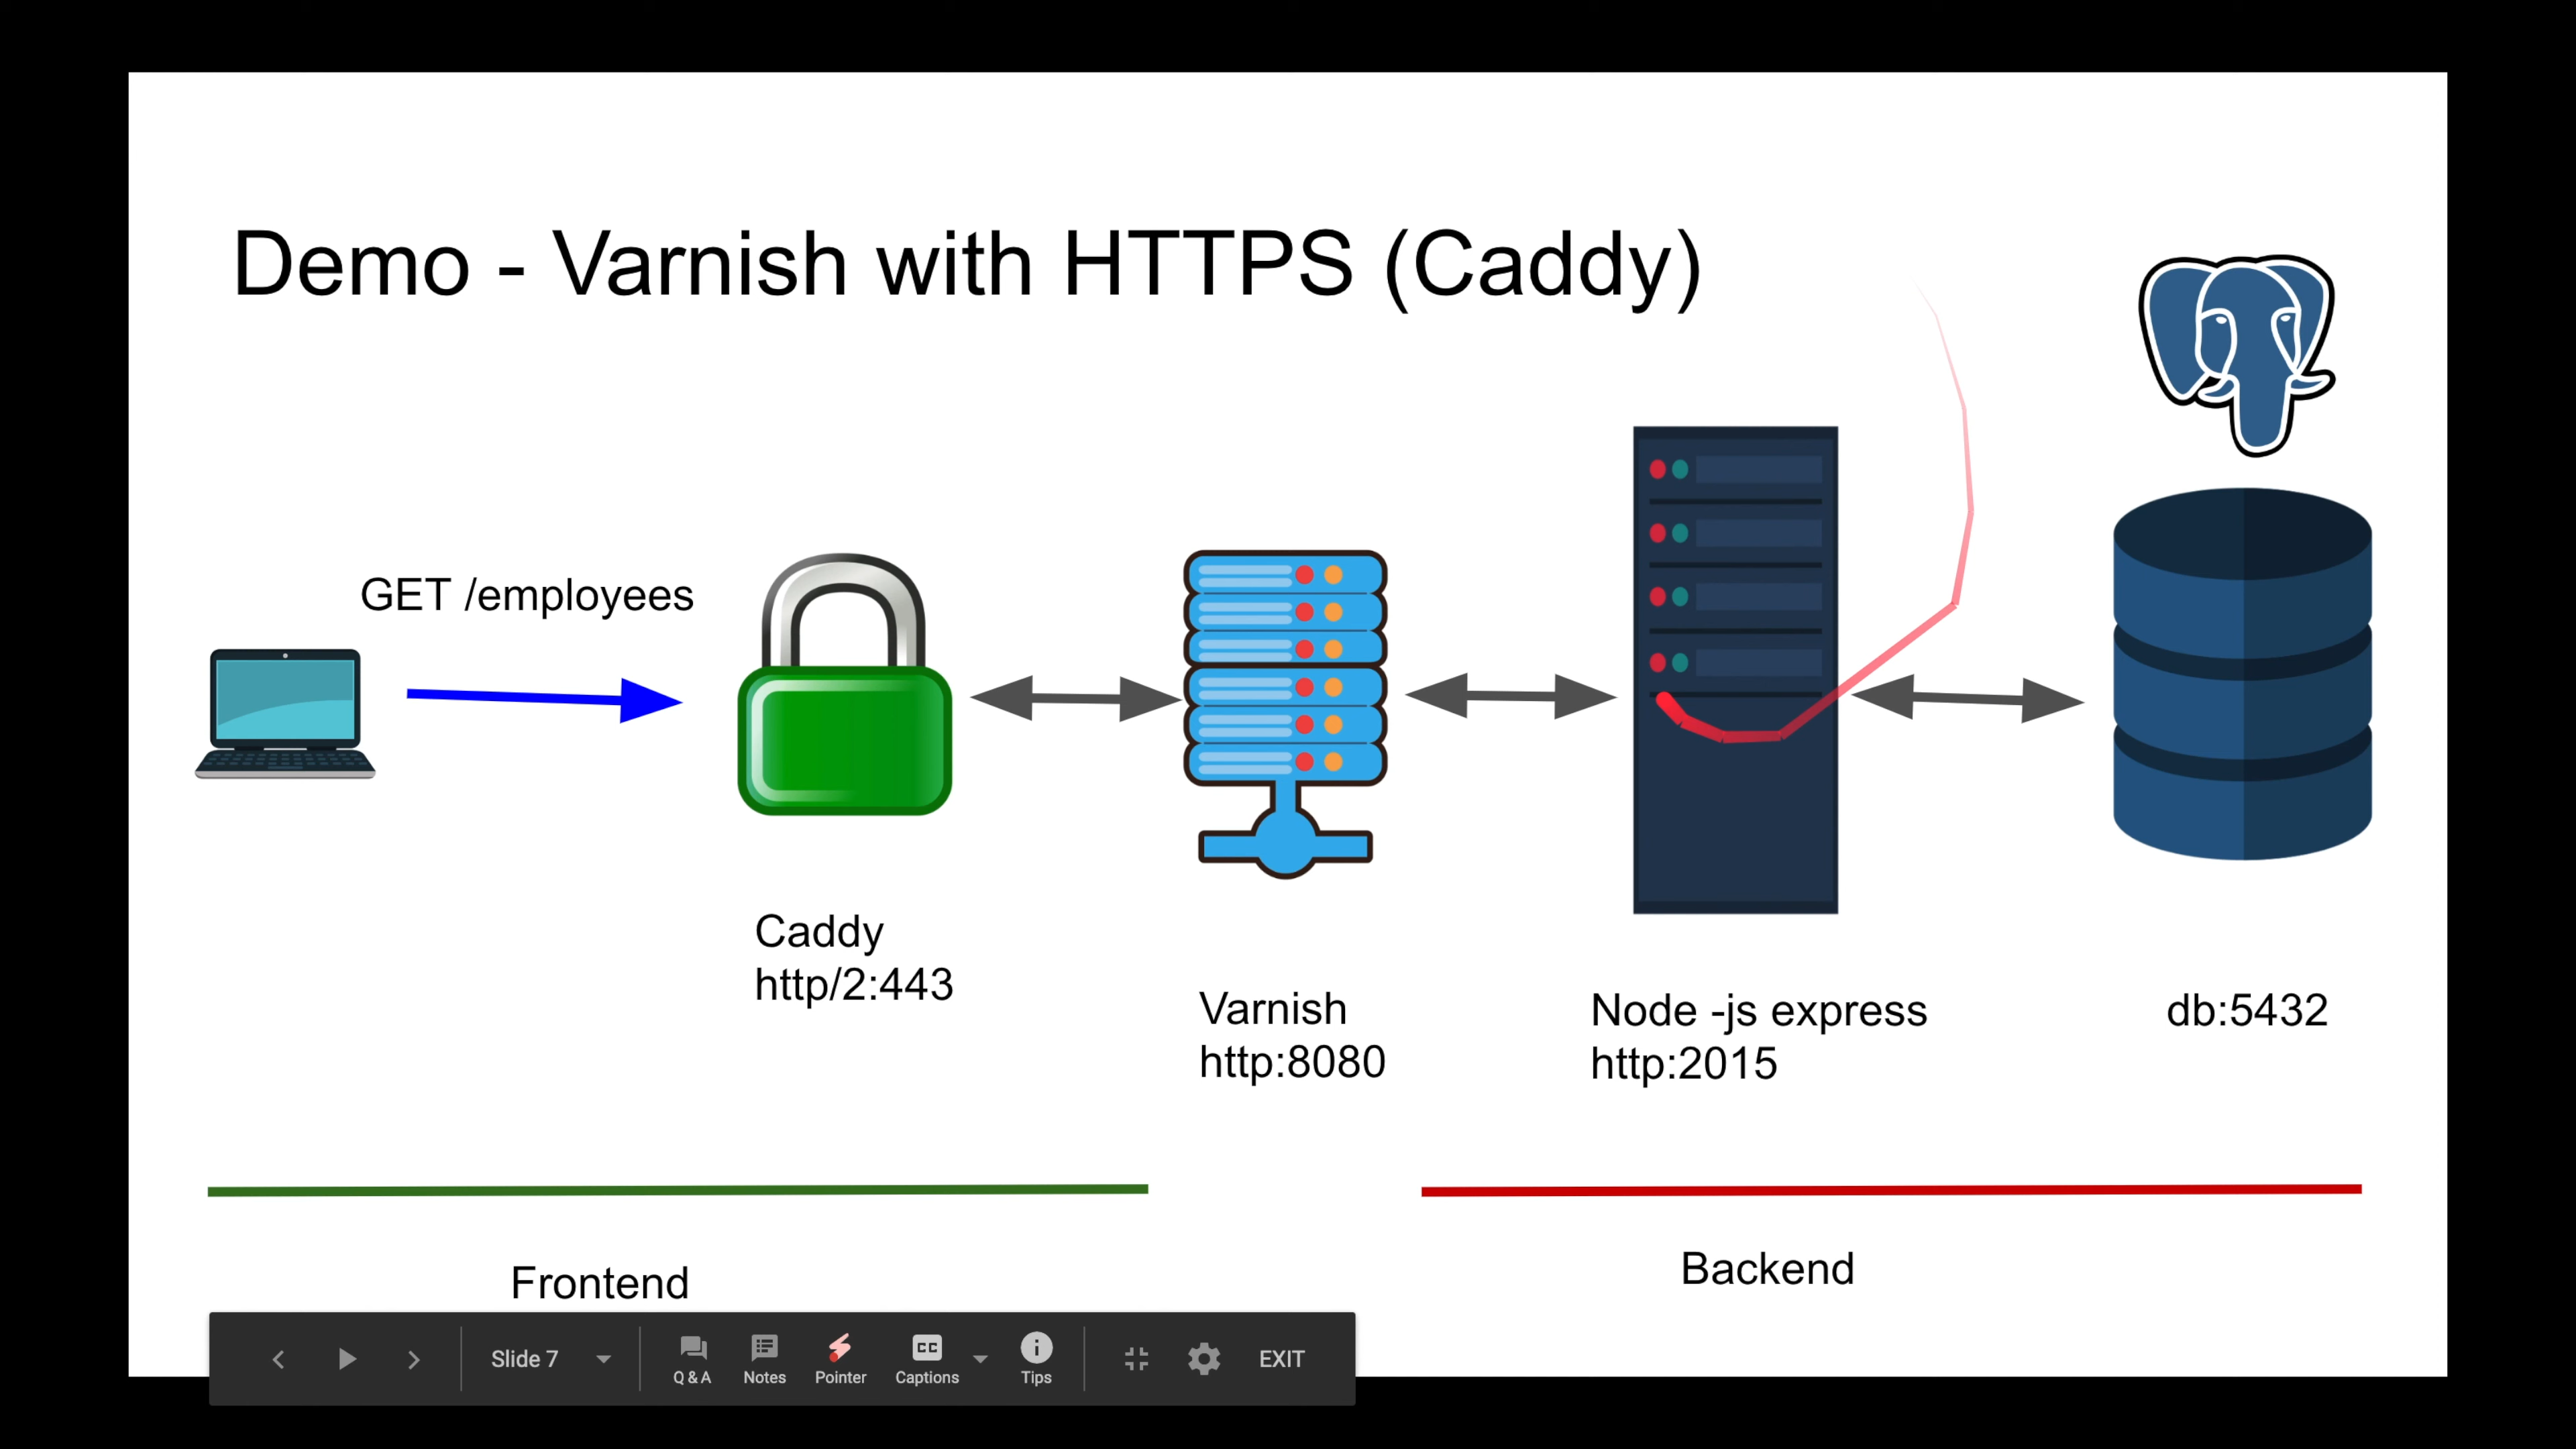 Demo - Varnish with HTTPS (Caddy)
GET /employees
Caddy
http/2:443
Varnish
http:8080
Node -js express
http:2015
db:5432
Frontend
Backend
Slide 7
Q & A
Notes
Pointer
CC
Captions
Tips
EXIT